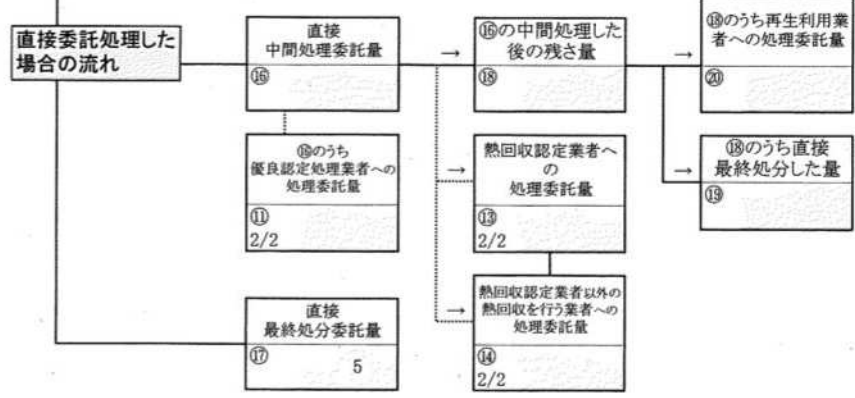 直接委託処理した
場合の流れ
直接
中間処理委託量
⑯
→
⑯の中間処理した
後の残さ量
⑱
→
⑱のうち再生利用業
者への処理委託量
⑳
⑯のうち
優良認定処理業者への
処理委託量
⑪
2/2
→
熱回収認定業者へ
の
処理委託量
⑬
2/2
→
⑱のうち直接
最終処分した量
⑲
直接
最終処分委託量
⑰
5
→
熱回収認定業者以外の
熱回収を行う業者への
処理委託量
⑭
2/2